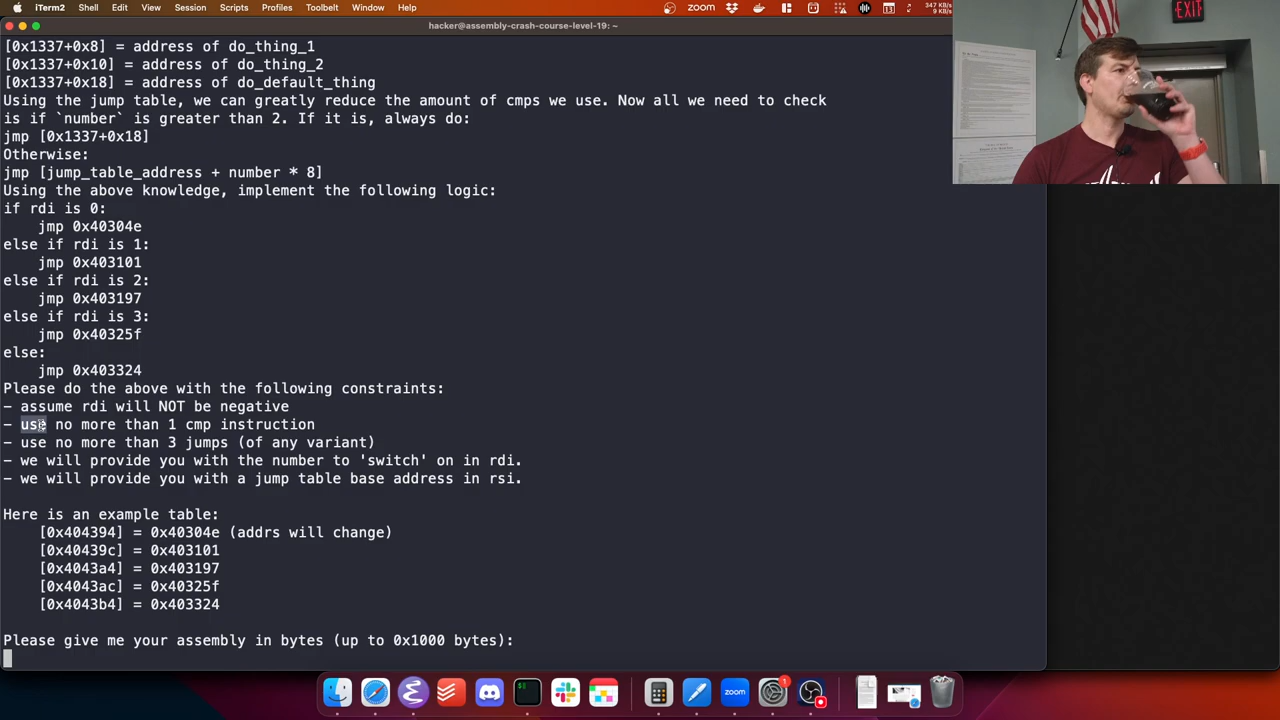 iTerm2 Shell Edit View Session Scripts Profiles Toolbelt Window Help
zoom
347 KB/s
9 KB/s
hacker@assembly-crash-course-level-19: ~
EXIT
[0x1337+0x8] = address of do_thing_1
[0x1337+0x10] = address of do_thing_2
[0x1337+0x18] = address of do_default_thing
Using the jump table, we can greatly reduce the amount of cmps we use. Now all we need to check
is if `number` is greater than 2. If it is, always do:
jmp [0x1337+0x18]
Otherwise:
jmp [jump_table_address + number * 8]
Using the above knowledge, implement the following logic:
if rdi is 0:
jmp 0x40304e
else if rdi is 1:
jmp 0x403101
else if rdi is 2:
jmp 0x403197
else if rdi is 3:
jmp 0x40325f
else:
jmp 0x403324
Please do the above with the following constraints:
- assume rdi will NOT be negative
- use no more than 1 cmp instruction
- use no more than 3 jumps (of any variant)
- we will provide you with the number to 'switch' on in rdi.
- we will provide you with a jump table base address in rsi.
Here is an example table:
[0x404394] = 0x40304e (addrs will change)
[0x40439c] = 0x403101
[0x4043a4] = 0x403197
[0x4043ac] = 0x40325f
[0x4043b4] = 0x403324
Please give me your assembly in bytes (up to 0x1000 bytes):
zoom
1